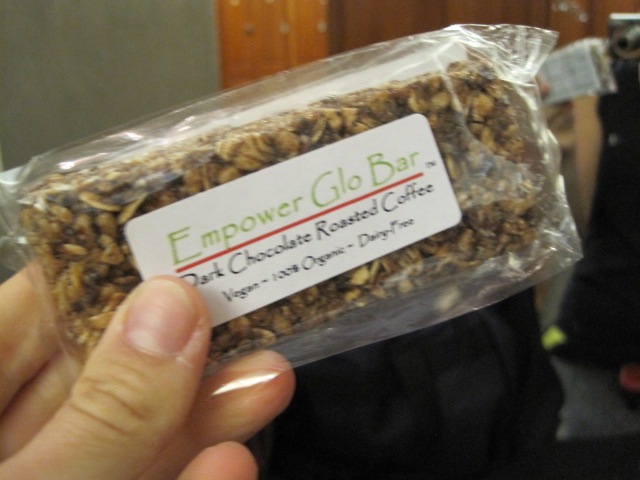 Empower Glo Bar™
Dark Chocolate Roasted Coffee
Vegan ~ 100% Organic ~ Dairy-Free